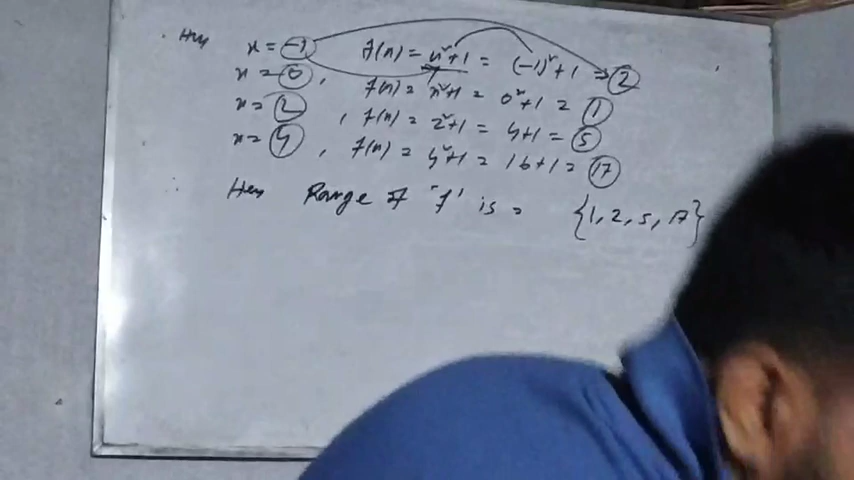 Here x = -1 f(x) = x²+1 = (-1)²+1 = 2
x = 0, f(x) = x²+1 = 0²+1 = 1
x = 2, f(x) = 2²+1 = 4+1 = 5
x = 4, f(x) = 4²+1 = 16+1 = 17
Here Range of 'f' is = {1, 2, 5, 17}